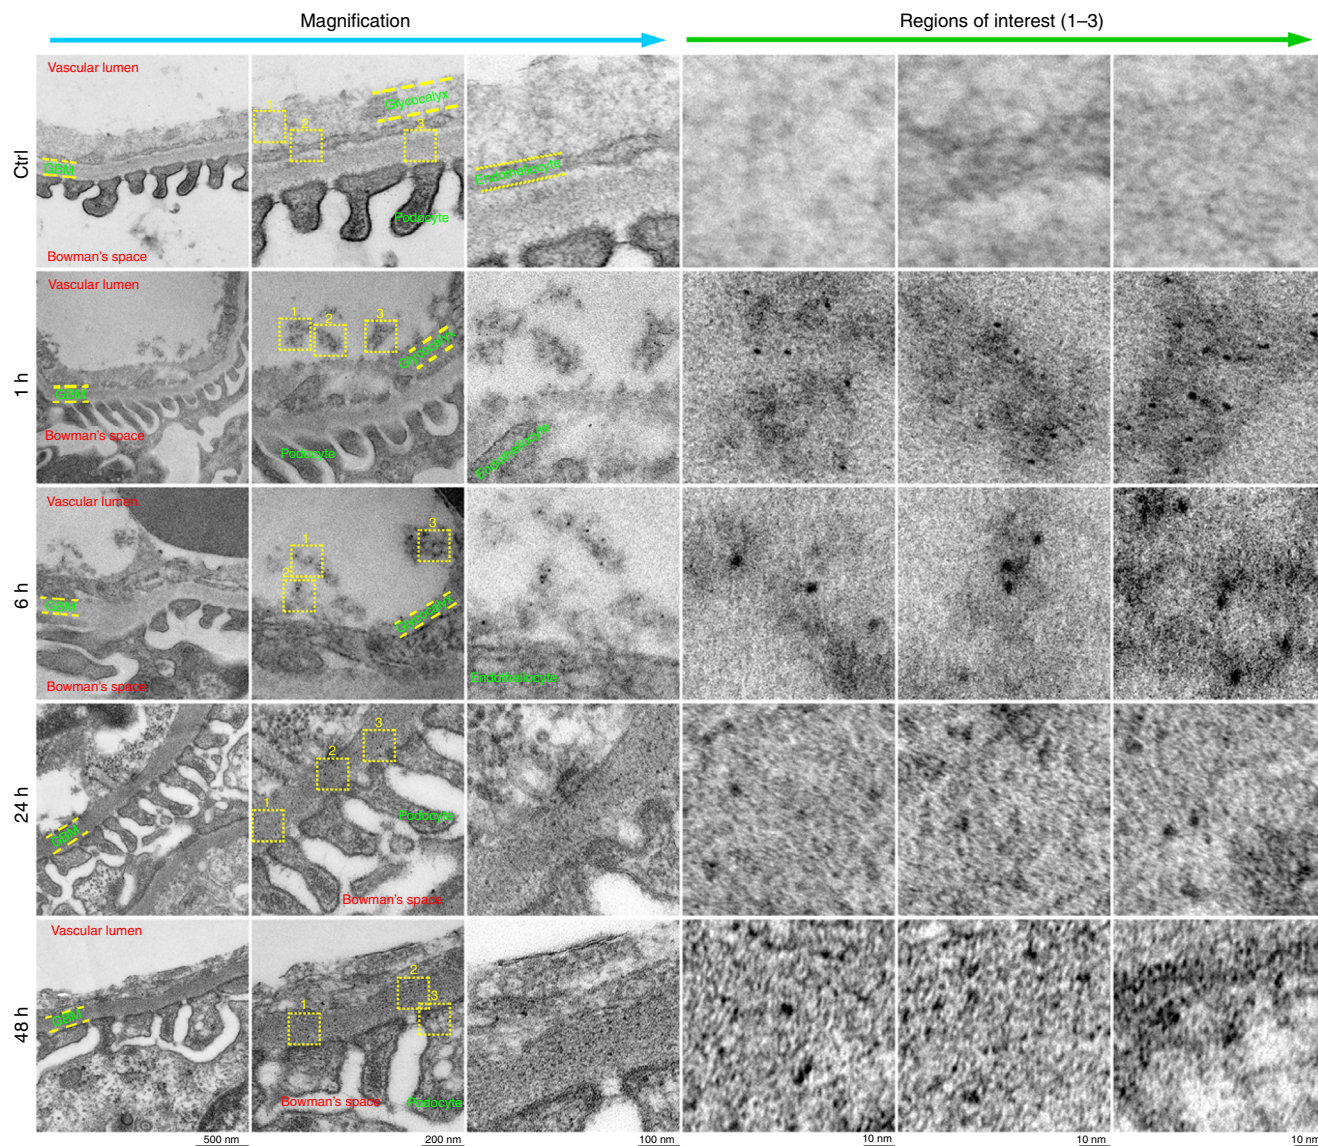 Magnification
Regions of interest (1–3)
Ctrl
Vascular lumen
GBM
Bowman's space
1
2
3
Glycocalyx
Podocyte
Endotheliocyte
1 h
Vascular lumen
GBM
Bowman's space
1
2
3
Glycocalyx
Podocyte
Endotheliocyte
6 h
Vascular lumen
GBM
Bowman's space
1
2
3
Glycocalyx
Endotheliocyte
24 h
GBM
1
2
3
Podocyte
Bowman's space
48 h
Vascular lumen
GBM
1
2
3
Bowman's space
Podocyte
500 nm
200 nm
100 nm
10 nm
10 nm
10 nm